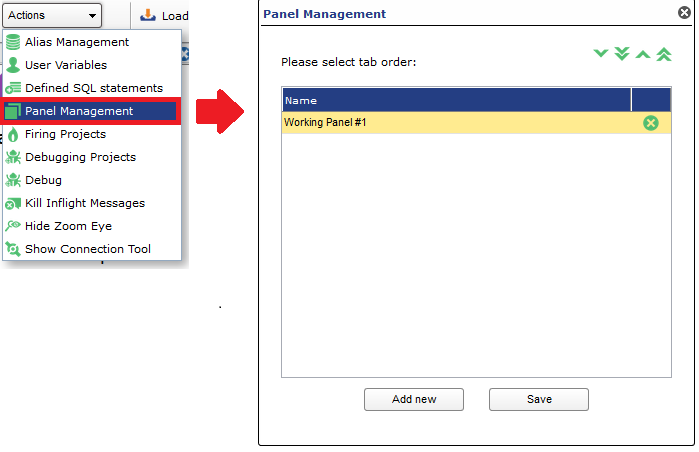 Actions
Load
Alias Management
User Variables
Defined SQL statements
Panel Management
Firing Projects
Debugging Projects
Debug
Kill Inflight Messages
Hide Zoom Eye
Show Connection Tool
.
Panel Management
Please select tab order:
Name
Working Panel #1
Add new
Save